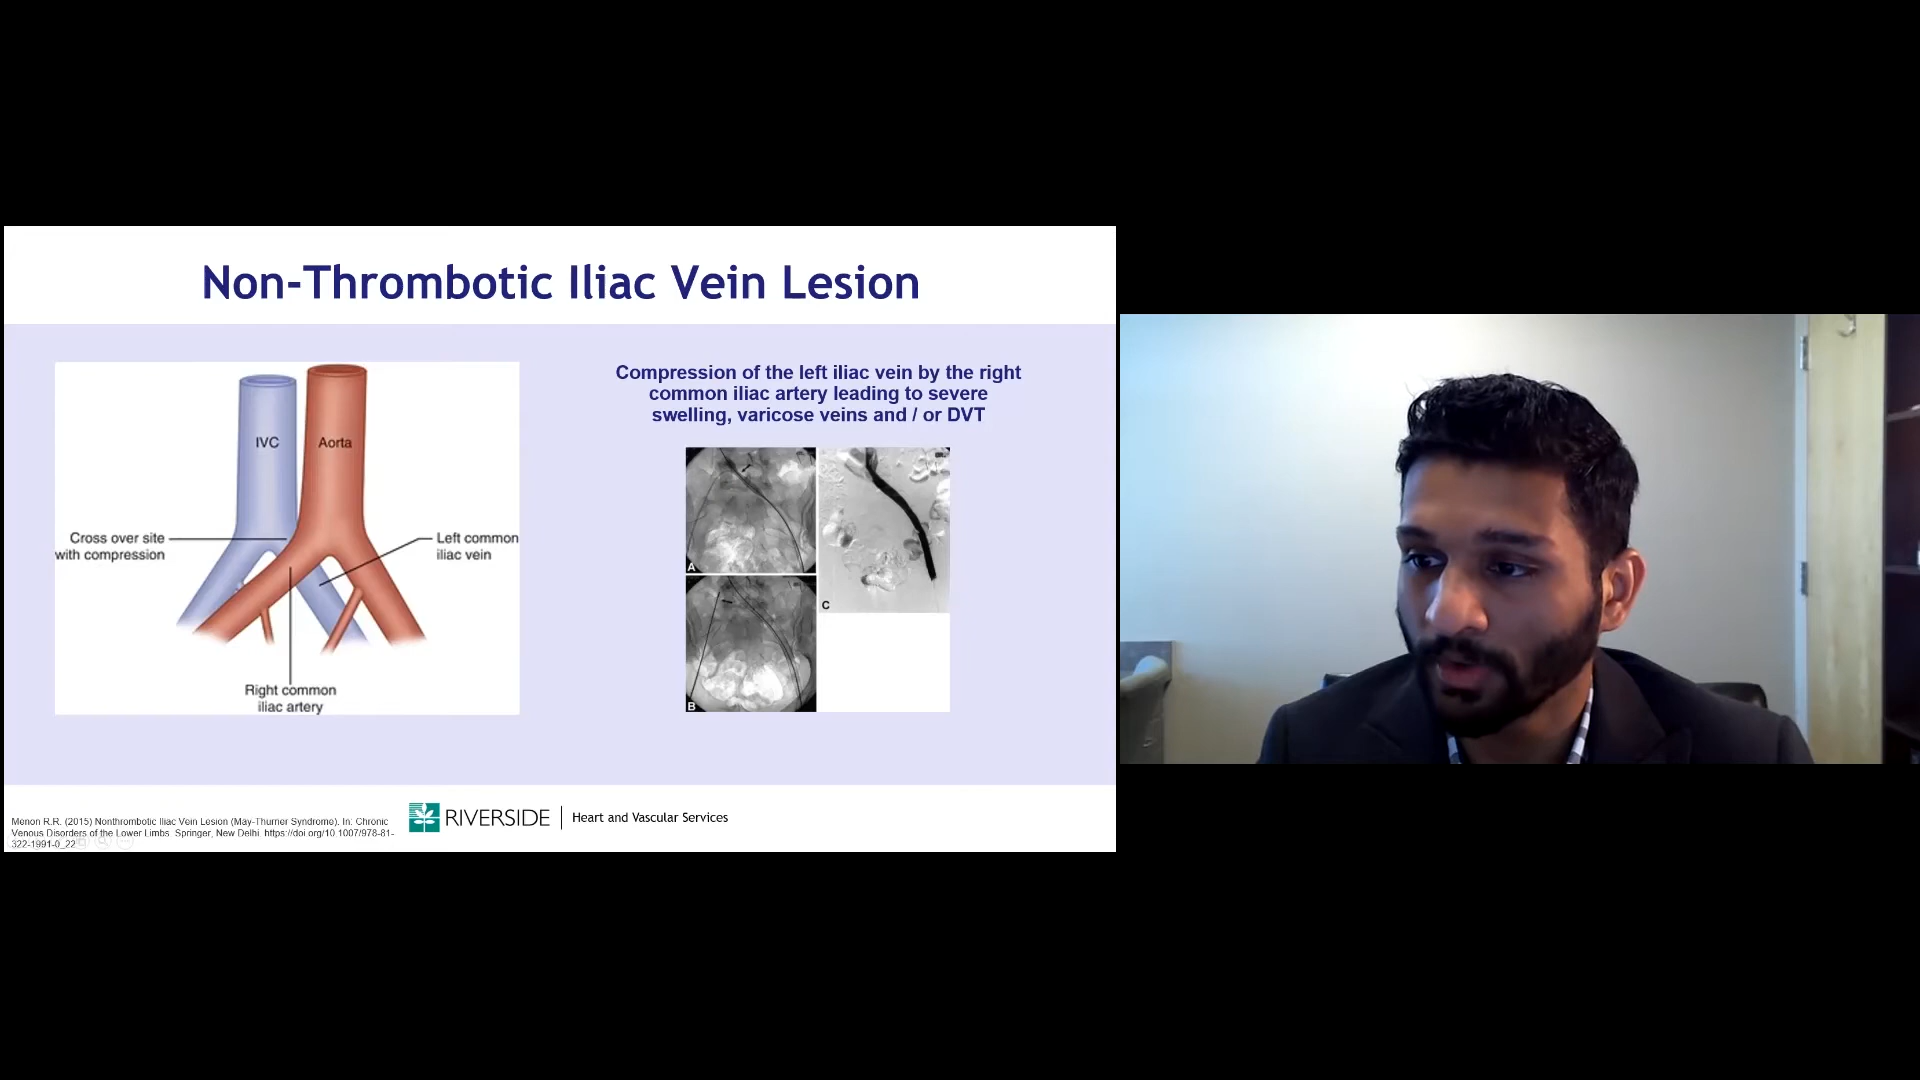 Non-Thrombotic Iliac Vein Lesion
IVC
Aorta
Cross over site
with compression
Left common
iliac vein
Right common
iliac artery
Compression of the left iliac vein by the right
common iliac artery leading to severe
swelling, varicose veins and / or DVT
A
B
C
Menon R.R. (2015) Nonthrombotic Iliac Vein Lesion (May-Thurner Syndrome). In: Chronic
Venous Disorders of the Lower Limbs. Springer, New Delhi. https://doi.org/10.1007/978-81-
322-1991-0_22
RIVERSIDE
Heart and Vascular Services